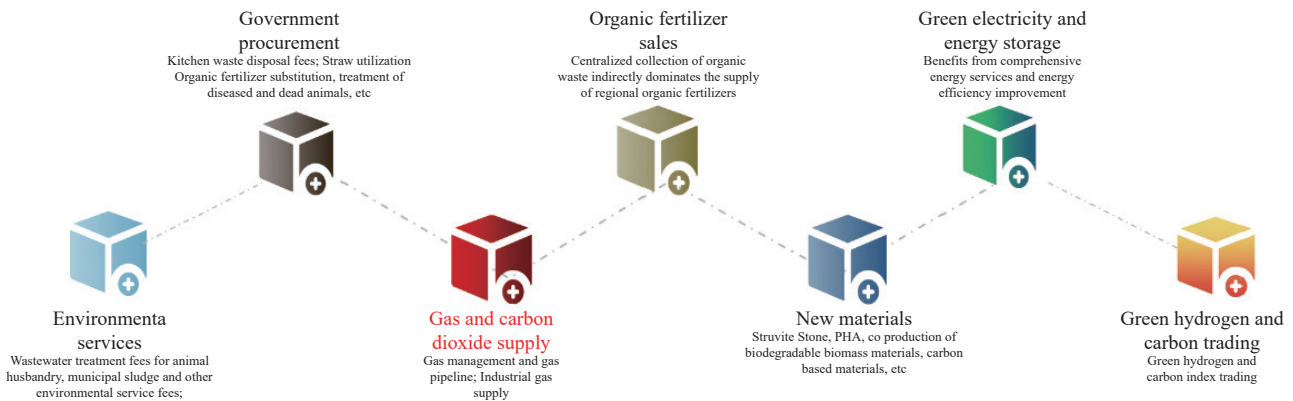 Government
procurement
Kitchen waste disposal fees; Straw utilization
Organic fertilizer substitution, treatment of
diseased and dead animals, etc
Organic fertilizer
sales
Centralized collection of organic
waste indirectly dominates the supply
of regional organic fertilizers
Green electricity and
energy storage
Benefits from comprehensive
energy services and energy
efficiency improvement
Environmenta
services
Wastewater treatment fees for animal
husbandry, municipal sludge and other
environmental service fees;
Gas and carbon
dioxide supply
Gas management and gas
pipeline; Industrial gas
supply
New materials
Struvite Stone, PHA, co production of
biodegradable biomass materials, carbon
based materials, etc
Green hydrogen and
carbon trading
Green hydrogen and
carbon index trading